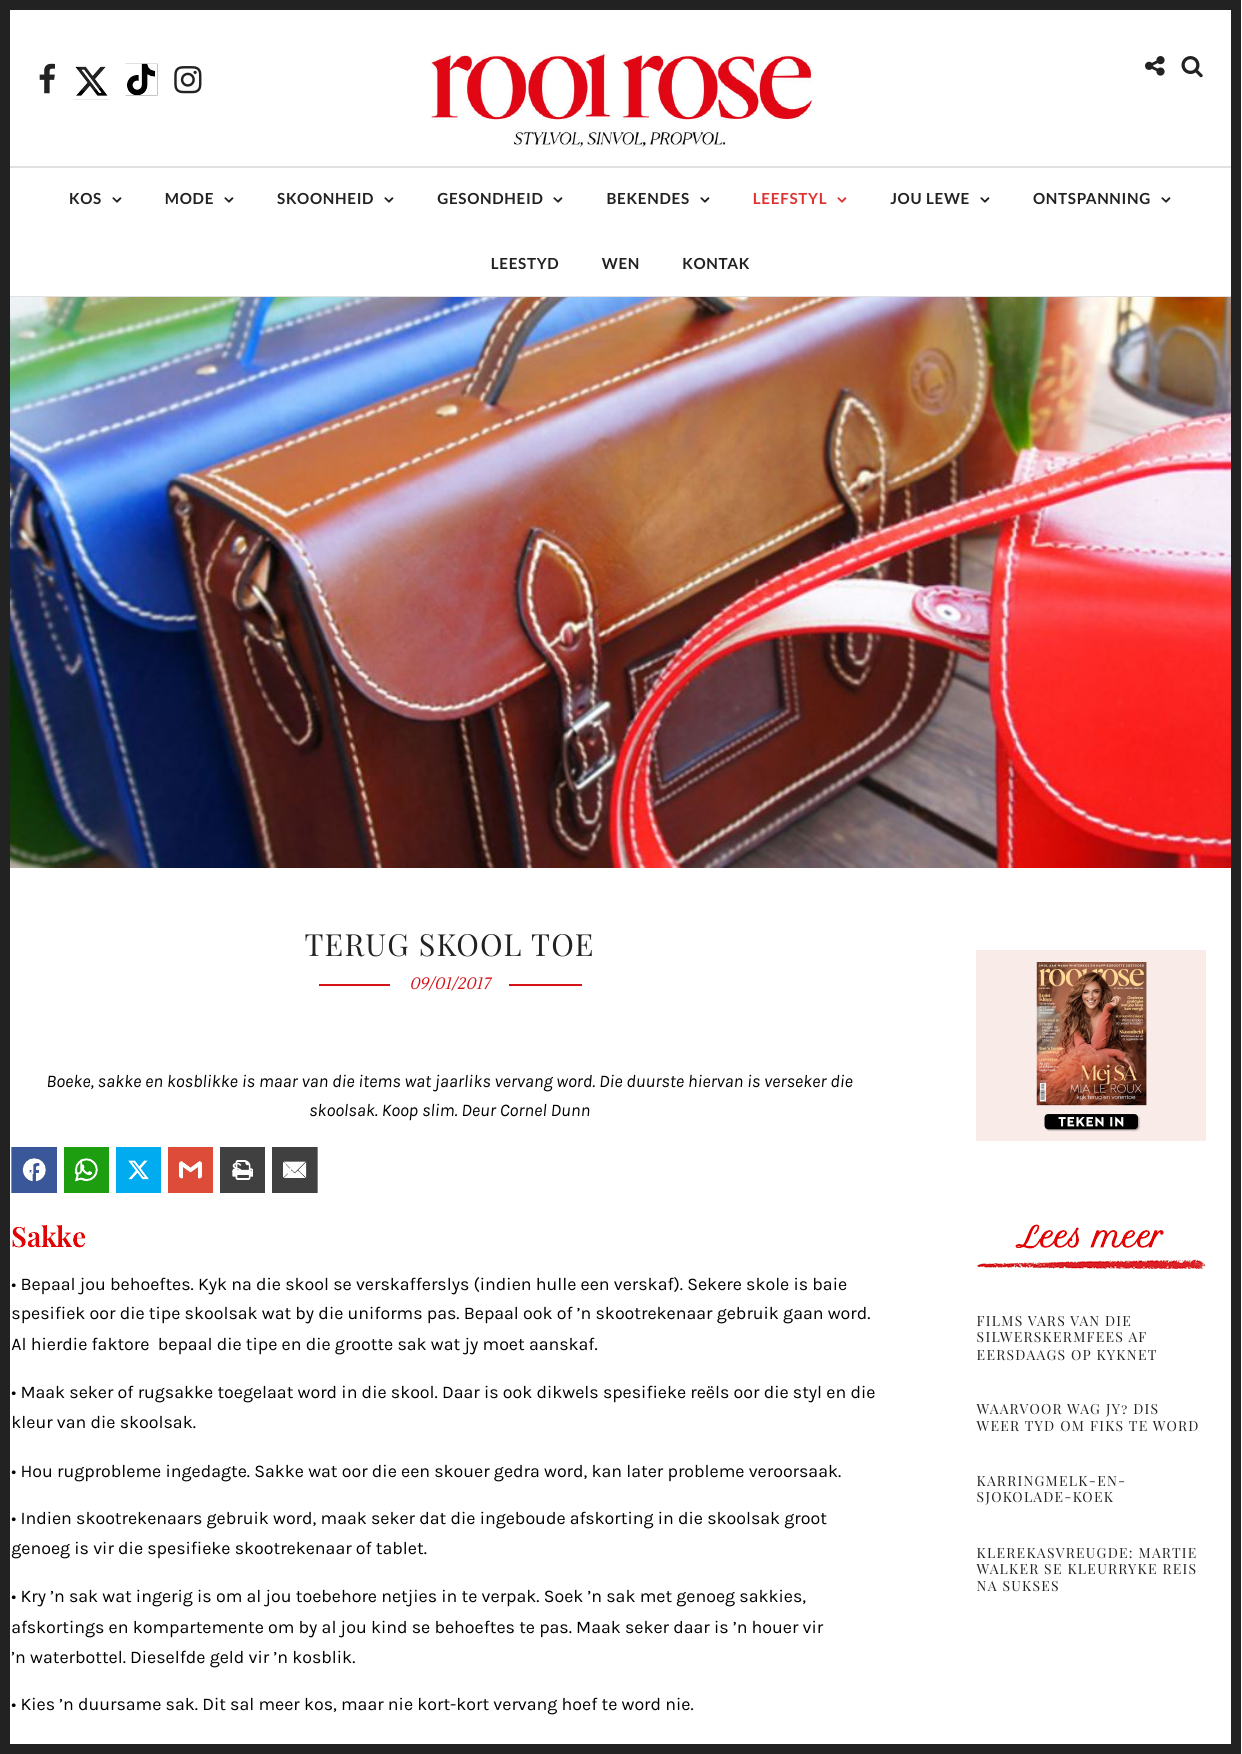 rooi rose
STYLVOL, SINVOL, PROPVOL.
KOS MODE SKOONHEID GESONDHEID BEKENDES LEEFSTYL JOU LEWE ONTSPANNING
LEESTYD WEN KONTAK
TERUG SKOOL TOE
09/01/2017
Boeke, sakke en kosblikke is maar van die items wat jaarliks vervang word. Die duurste hiervan is verseker die
skoolsak. Koop slim. Deur Cornel Dunn
Sakke
• Bepaal jou behoeftes. Kyk na die skool se verskafferslys (indien hulle een verskaf). Sekere skole is baie
spesifiek oor die tipe skoolsak wat by die uniforms pas. Bepaal ook of ’n skootrekenaar gebruik gaan word.
Al hierdie faktore  bepaal die tipe en die grootte sak wat jy moet aanskaf.
• Maak seker of rugsakke toegelaat word in die skool. Daar is ook dikwels spesifieke reëls oor die styl en die
kleur van die skoolsak.
• Hou rugprobleme ingedagte. Sakke wat oor die een skouer gedra word, kan later probleme veroorsaak.
• Indien skootrekenaars gebruik word, maak seker dat die ingeboude afskorting in die skoolsak groot
genoeg is vir die spesifieke skootrekenaar of tablet.
• Kry ’n sak wat ingerig is om al jou toebehore netjies in te verpak. Soek ’n sak met genoeg sakkies,
afskortings en kompartemente om by al jou kind se behoeftes te pas. Maak seker daar is ’n houer vir
’n waterbottel. Dieselfde geld vir ’n kosblik.
• Kies ’n duursame sak. Dit sal meer kos, maar nie kort-kort vervang hoef te word nie.
rooi rose
Mej SA
MIA LE ROUX
kyk terug en vorentoe
TEKEN IN
Lees meer
FILMS VARS VAN DIE
SILWERSKERMFEES AF
EERSDAAGS OP KYKNET
WAARVOOR WAG JY? DIS
WEER TYD OM FIKS TE WORD
KARRINGMELK-EN-
SJOKOLADE-KOEK
KLEREKASVREUGDE: MARTIE
WALKER SE KLEURRYKE REIS
NA SUKSES